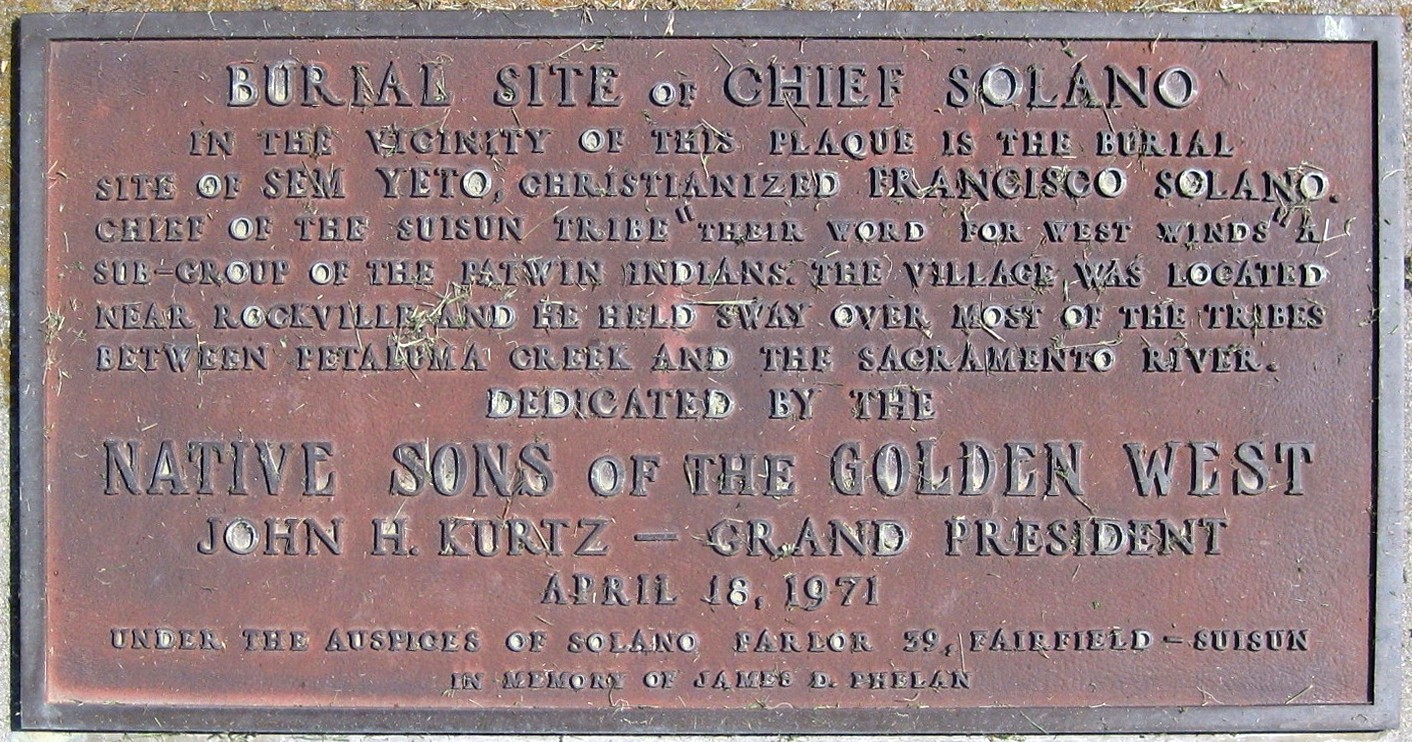 BURIAL SITE OF CHIEF SOLANO
IN THE VICINITY OF THIS PLAQUE IS THE BURIAL
SITE OF SEM YETO, CHRISTIANIZED FRANCISCO SOLANO.
CHIEF OF THE SUISUN TRIBE "THEIR WORD FOR WEST WINDS" A
SUB-GROUP OF THE PATWIN INDIANS. THE VILLAGE WAS LOCATED
NEAR ROCKVILLE AND HE HELD SWAY OVER MOST OF THE TRIBES
BETWEEN PETALUMA CREEK AND THE SACRAMENTO RIVER.
DEDICATED BY THE
NATIVE SONS OF THE GOLDEN WEST
JOHN H. KURTZ - GRAND PRESIDENT
APRIL 18, 1971
UNDER THE AUSPICES OF SOLANO PARLOR 39, FAIRFIELD - SUISUN
IN MEMORY OF JAMES D. PHELAN